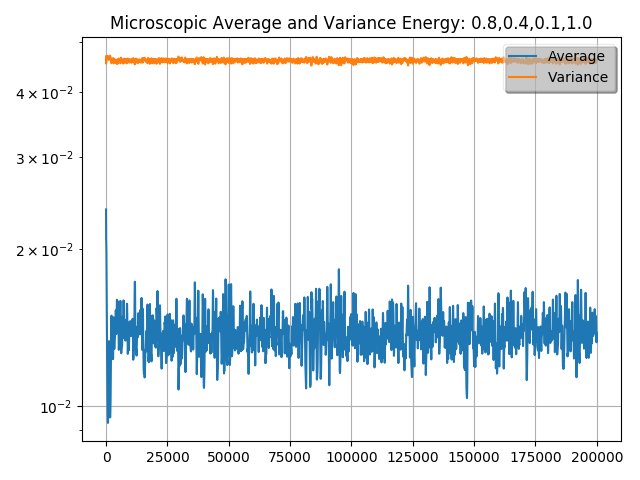 Microscopic Average and Variance Energy: 0.8,0.4,0.1,1.0
Average
Variance
4 × 10⁻²
3 × 10⁻²
2 × 10⁻²
10⁻²
0 25000 50000 75000 100000 125000 150000 175000 200000